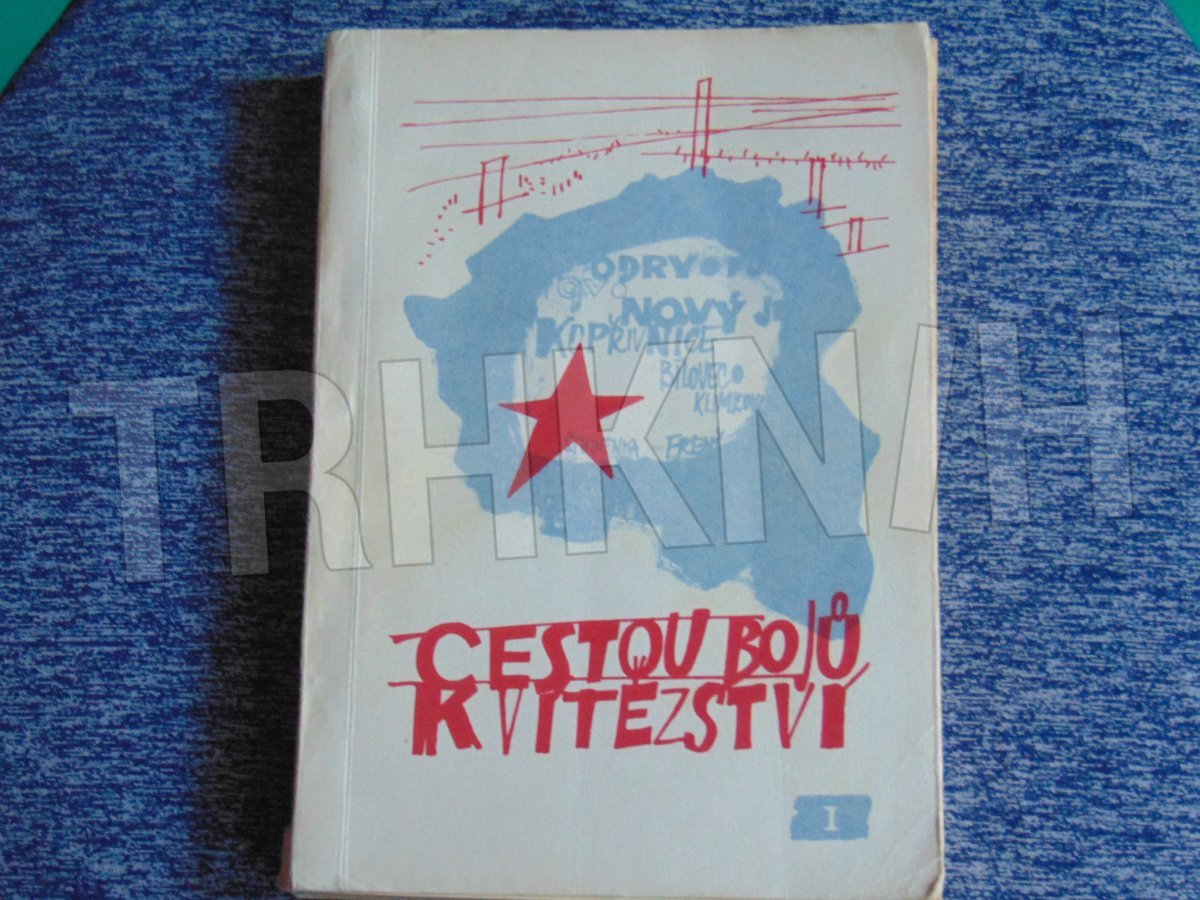 ODRY
NOVÝ
KOPŘIVNICE
BÍLOVEC
CESTOU BOJŮ
K VÍTĚZSTVÍ
I
TRHKNIH